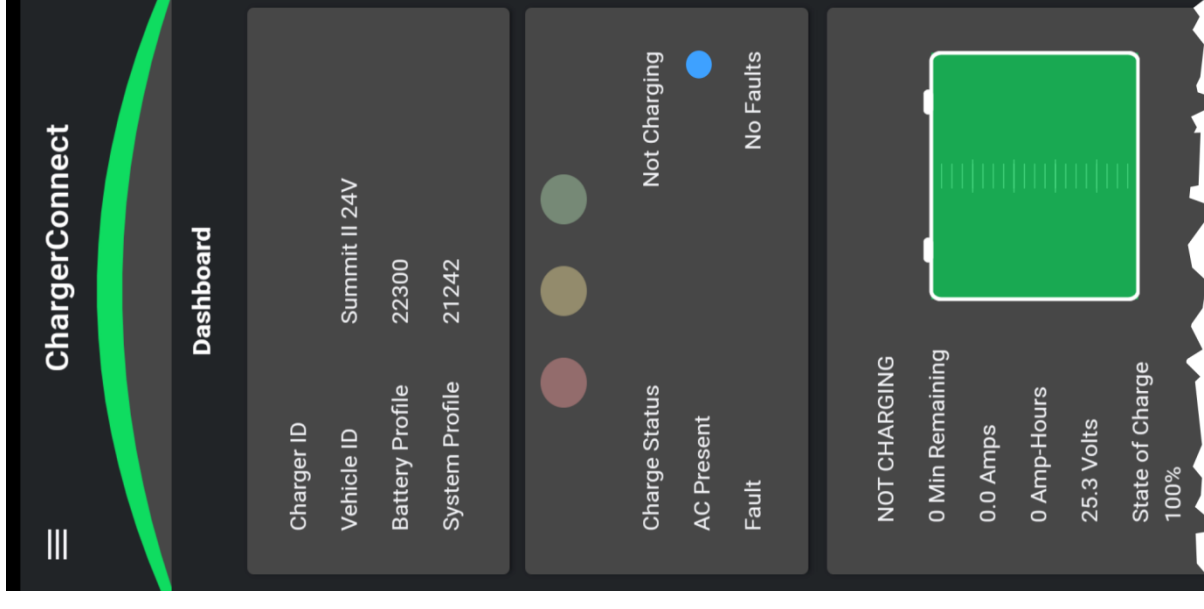 ChargerConnect
Dashboard
Charger ID
Vehicle ID Summit II 24V
Battery Profile 22300
System Profile 21242
Charge Status Not Charging
AC Present
Fault No Faults
NOT CHARGING
0 Min Remaining
0.0 Amps
0 Amp-Hours
25.3 Volts
State of Charge
100%